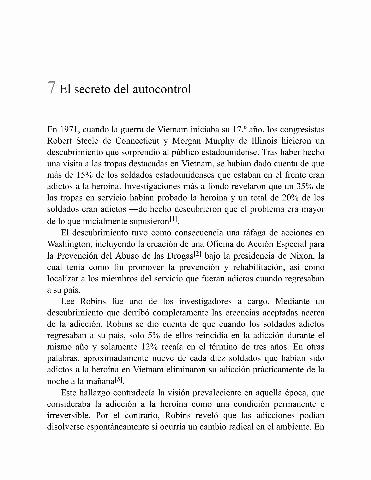 7 El secreto del autocontrol
En 1971, cuando la guerra de Vietnam iniciaba su 17.º año, los congresistas
Robert Steele de Connecticut y Morgan Murphy de Illinois hicieron un
descubrimiento que sorprendió al público estadounidense. Tras haber hecho
una visita a las tropas destacadas en Vietnam, se habían dado cuenta de que
más de 15% de los soldados estadounidenses que estaban en el frente eran
adictos a la heroína. Investigaciones más a fondo revelaron que un 35% de
las tropas en servicio habían probado la heroína y un total de 20% de los
soldados eran adictos —de hecho descubrieron que el problema era mayor
de lo que inicialmente supusieron[1].
El descubrimiento tuvo como consecuencia una ráfaga de acciones en
Washington, incluyendo la creación de una Oficina de Acción Especial para
la Prevención del Abuso de las Drogas[2] bajo la presidencia de Nixon, la
cual tenía como fin promover la prevención y rehabilitación, así como
localizar a los miembros del servicio que fueran adictos cuando regresaban
a su país.
Lee Robins fue uno de los investigadores a cargo. Mediante un
descubrimiento que derribó completamente las creencias aceptadas acerca
de la adicción, Robins se dio cuenta de que cuando los soldados adictos
regresaban a su país, solo 5% de ellos reincidía en la adicción durante el
mismo año y solamente 12% recaía en el término de tres años. En otras
palabras, aproximadamente nueve de cada diez soldados que habían sido
adictos a la heroína en Vietnam eliminaron su adicción prácticamente de la
noche a la mañana[3].
Este hallazgo contradecía la visión prevaleciente en aquella época, que
consideraba la adicción a la heroína como una condición permanente e
irreversible. Por el contrario, Robins reveló que las adicciones podían
disolverse espontáneamente si ocurría un cambio radical en el ambiente. En